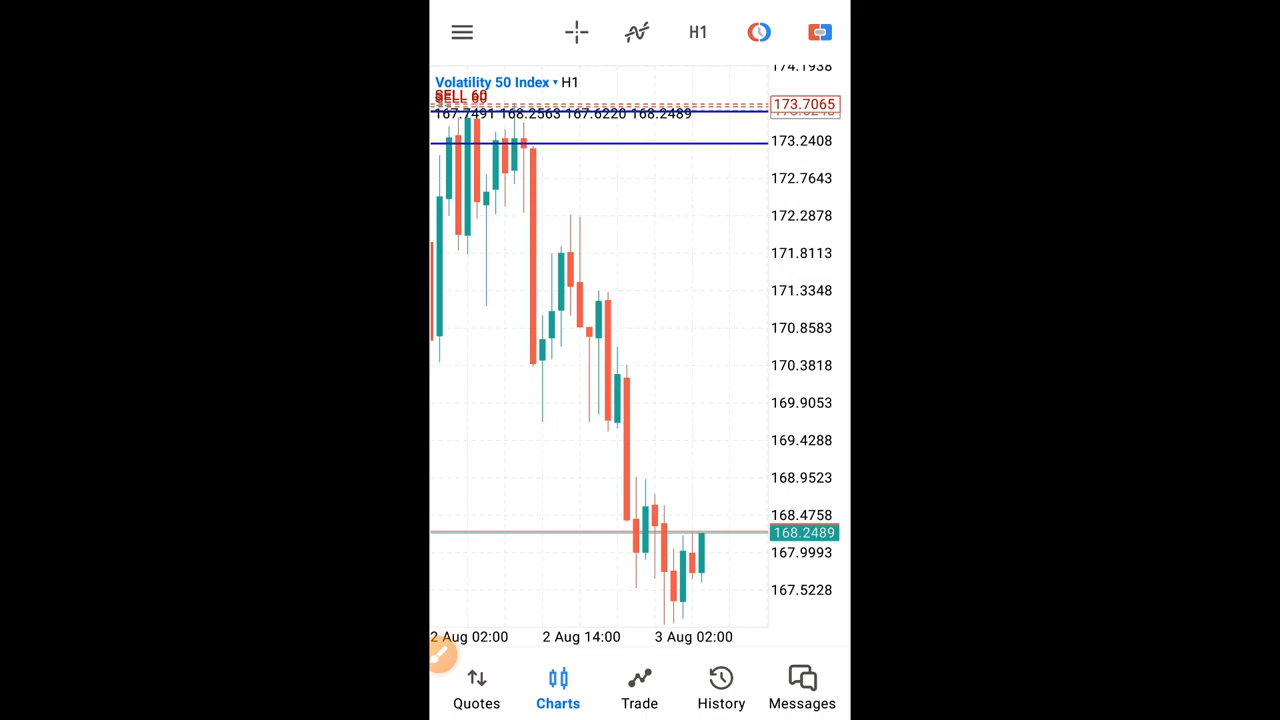 H1
174.1938
Volatility 50 Index H1
SELL 60
167.7491 168.2563 167.6220 168.2489
173.7065
173.2408
172.7643
172.2878
171.8113
171.3348
170.8583
170.3818
169.9053
169.4288
168.9523
168.4758
168.2489
167.9993
167.5228
2 Aug 02:00 2 Aug 14:00 3 Aug 02:00
Quotes Charts Trade History Messages